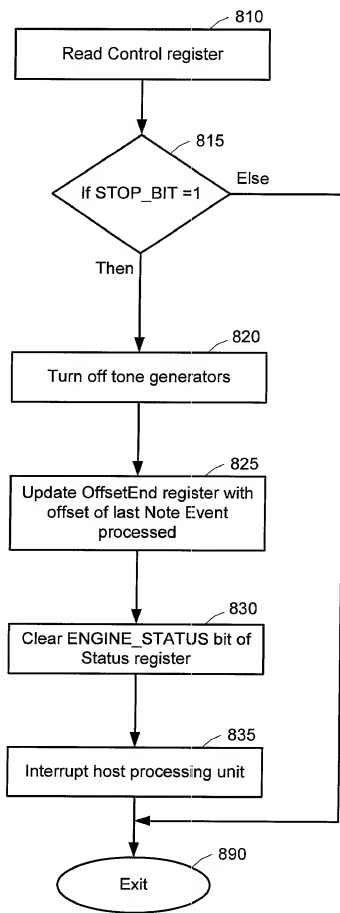 810
Read Control register
815
If STOP_BIT =1
Else
Then
820
Turn off tone generators
825
Update OffsetEnd register with
offset of last Note Event
processed
830
Clear ENGINE_STATUS bit of
Status register
835
Interrupt host processing unit
890
Exit